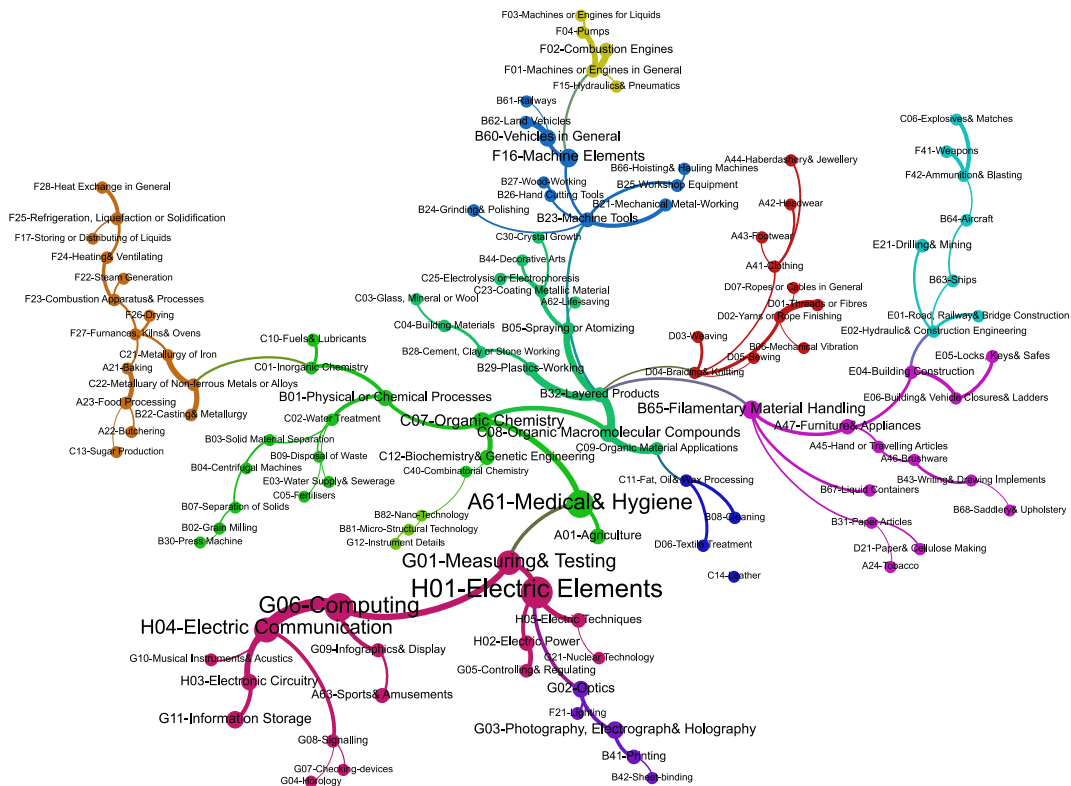 F03-Machines or Engines for Liquids
F04-Pumps
F02-Combustion Engines
F01-Machines or Engines in General
F15-Hydraulics& Pneumatics
B61-Railways
B62-Land Vehicles
B60-Vehicles in General
F16-Machine Elements
B66-Hoisting& Hauling Machines
B27-Wood-Working
B25-Workshop Equipment
B26-Hand Cutting Tools
B21-Mechanical Metal-Working
B24-Grinding& Polishing
B23-Machine Tools
C06-Explosives& Matches
F41-Weapons
F42-Ammunition& Blasting
B64-Aircraft
E21-Drilling& Mining
B63-Ships
E01-Road, Railway& Bridge Construction
E02-Hydraulic& Construction Engineering
A44-Haberdashery& Jewellery
A42-Headwear
A43-Footwear
A41-Clothing
D07-Ropes or Cables in General
D01-Threads or Fibres
D02-Yarns or Rope Finishing
D03-Weaving
B06-Mechanical Vibration
D05-Sewing
D04-Braiding& Knitting
F28-Heat Exchange in General
F25-Refrigeration, Liquefaction or Solidification
F17-Storing or Distributing of Liquids
F24-Heating& Ventilating
F22-Steam Generation
F23-Combustion Apparatus& Processes
F26-Drying
F27-Furnances, Kilns& Ovens
C21-Metallurgy of Iron
A21-Baking
C22-Metalluary of Non-ferrous Metals or Alloys
A23-Food Processing
B22-Casting& Metallurgy
A22-Butchering
C13-Sugar Production
C30-Crystal Growth
B44-Decorative Arts
C25-Electrolysis or Electrophoresis
C23-Coating Metallic Material
A62-Life-saving
C03-Glass, Mineral or Wool
C04-Building Materials
B05-Spraying or Atomizing
B28-Cement, Clay or Stone Working
B29-Plastics-Working
B32-Layered Products
C10-Fuels& Lubricants
C01-Inorganic Chemistry
B01-Physical or Chemical Processes
C02-Water Treatment
C07-Organic Chemistry
C08-Organic Macromolecular Compounds
C09-Organic Material Applications
B03-Solid Material Separation
B09-Disposal of Waste
B04-Centrifugal Machines
E03-Water Supply& Sewerage
C05-Fertilisers
B07-Separation of Solids
B02-Grain Milling
B30-Press Machine
C12-Biochemistry& Genetic Engineering
C40-Combinatorial Chemistry
C11-Fat, Oil& Wax Processing
B82-Nano-Technology
B81-Micro-Structural Technology
G12-Instrument Details
A61-Medical& Hygiene
A01-Agriculture
B08-Cleaning
D06-Textile Treatment
C14-Leather
E05-Locks, Keys& Safes
E04-Building Construction
E06-Building& Vehicle Closures& Ladders
B65-Filamentary Material Handling
A47-Furniture& Appliances
A45-Hand or Travelling Articles
A46-Brushware
B43-Writing& Drawing Implements
B67-Liquid Containers
B68-Saddlery& Upholstery
B31-Paper Articles
D21-Paper& Cellulose Making
A24-Tobacco
G01-Measuring& Testing
H01-Electric Elements
G06-Computing
H04-Electric Communication
H05-Electric Techniques
H02-Electric Power
G21-Nuclear Technology
G05-Controlling& Regulating
G09-Infographics& Display
G10-Musical Instruments& Acustics
H03-Electronic Circuitry
A63-Sports& Amusements
G11-Information Storage
G08-Signalling
G07-Checking-devices
G04-Horology
G02-Optics
F21-Lighting
G03-Photography, Electrograph& Holography
B41-Printing
B42-Sheet-binding